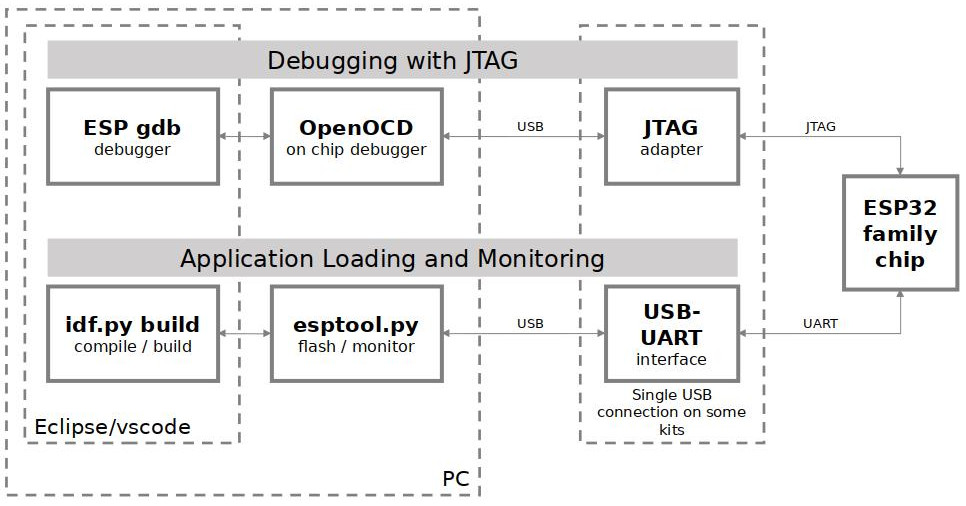 Debugging with JTAG
ESP gdb
debugger
OpenOCD
on chip debugger
USB
JTAG
adapter
JTAG
ESP32
family
chip
Application Loading and Monitoring
idf.py build
compile / build
esptool.py
flash / monitor
USB
USB-
UART
interface
UART
Single USB
connection on some
kits
Eclipse/vscode
PC